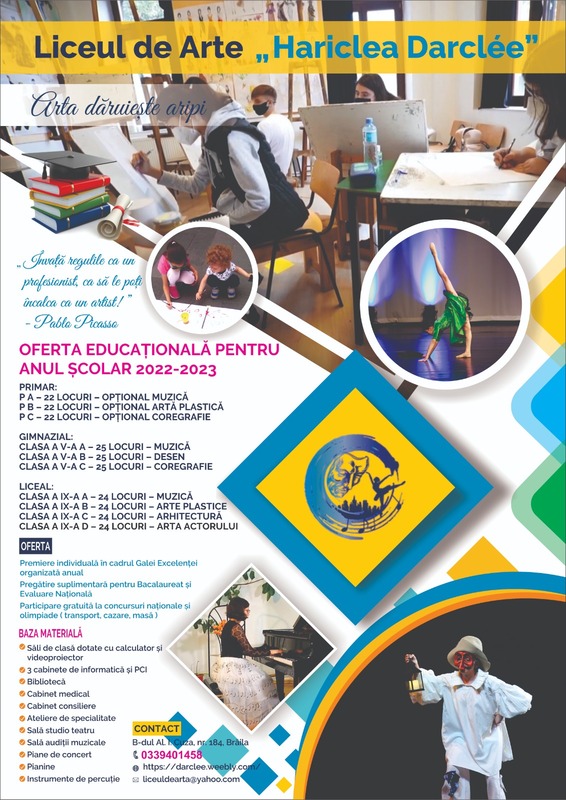 Liceul de Arte „Hariclea Darclée”
Arta dăruiește aripi
„Învață regulile ca un
profesionist, ca să le poți
încalca ca un artist! ”
- Pablo Picasso
OFERTA EDUCAȚIONALĂ PENTRU
ANUL ȘCOLAR 2022-2023
PRIMAR:
P A – 22 LOCURI – OPȚIONAL MUZICĂ
P B – 22 LOCURI – OPȚIONAL ARTĂ PLASTICĂ
P C – 22 LOCURI – OPȚIONAL COREGRAFIE
GIMNAZIAL:
CLASA A V-A A – 25 LOCURI – MUZICĂ
CLASA A V-A B – 25 LOCURI – DESEN
CLASA A V-A C – 25 LOCURI – COREGRAFIE
LICEAL:
CLASA A IX-A A – 24 LOCURI – MUZICĂ
CLASA A IX-A B – 24 LOCURI – ARTE PLASTICE
CLASA A IX-A C – 24 LOCURI – ARHITECTURĂ
CLASA A IX-A D – 24 LOCURI – ARTA ACTORULUI
OFERTA
Premiere individuală în cadrul Galei Excelenței
organizată anual
Pregătire suplimentară pentru Bacalaureat și
Evaluare Națională
Participare gratuită la concursuri naționale și
olimpiade ( transport, cazare, masă )
BAZA MATERIALĂ
Săli de clasă dotate cu calculator și
videoproiector
3 cabinete de informatică și PCI
Bibliotecă
Cabinet medical
Cabinet consiliere
Ateliere de specialitate
Sală studio teatru
Sală audiții muzicale
Piane de concert
Pianine
Instrumente de percuție
CONTACT
B-dul Al. I. Cuza, nr. 184, Brăila
0339401458
https://darclee.weebly.com/
liceuldearta@yahoo.com